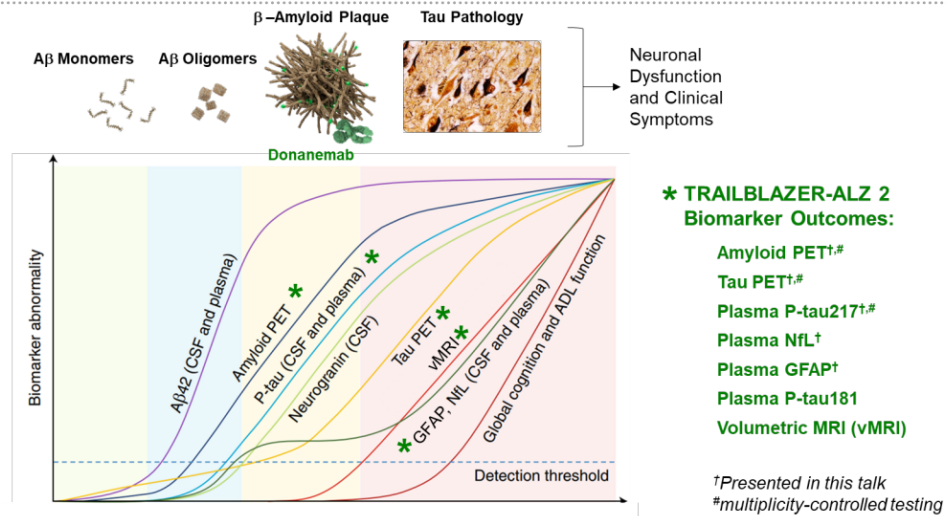 β –Amyloid Plaque
Tau Pathology
Aβ Monomers
Aβ Oligomers
Neuronal
Dysfunction
and Clinical
Symptoms
Donanemab
Biomarker abnormality
Aβ42 (CSF and plasma)
Amyloid PET *
P-tau (CSF and plasma) *
Neurogranin (CSF)
Tau PET *
vMRI *
* GFAP, NfL (CSF and plasma)
Global cognition and ADL function
Detection threshold
* TRAILBLAZER-ALZ 2
Biomarker Outcomes:
Amyloid PET†,#
Tau PET†,#
Plasma P-tau217†,#
Plasma NfL†
Plasma GFAP†
Plasma P-tau181
Volumetric MRI (vMRI)
†Presented in this talk
#multiplicity-controlled testing